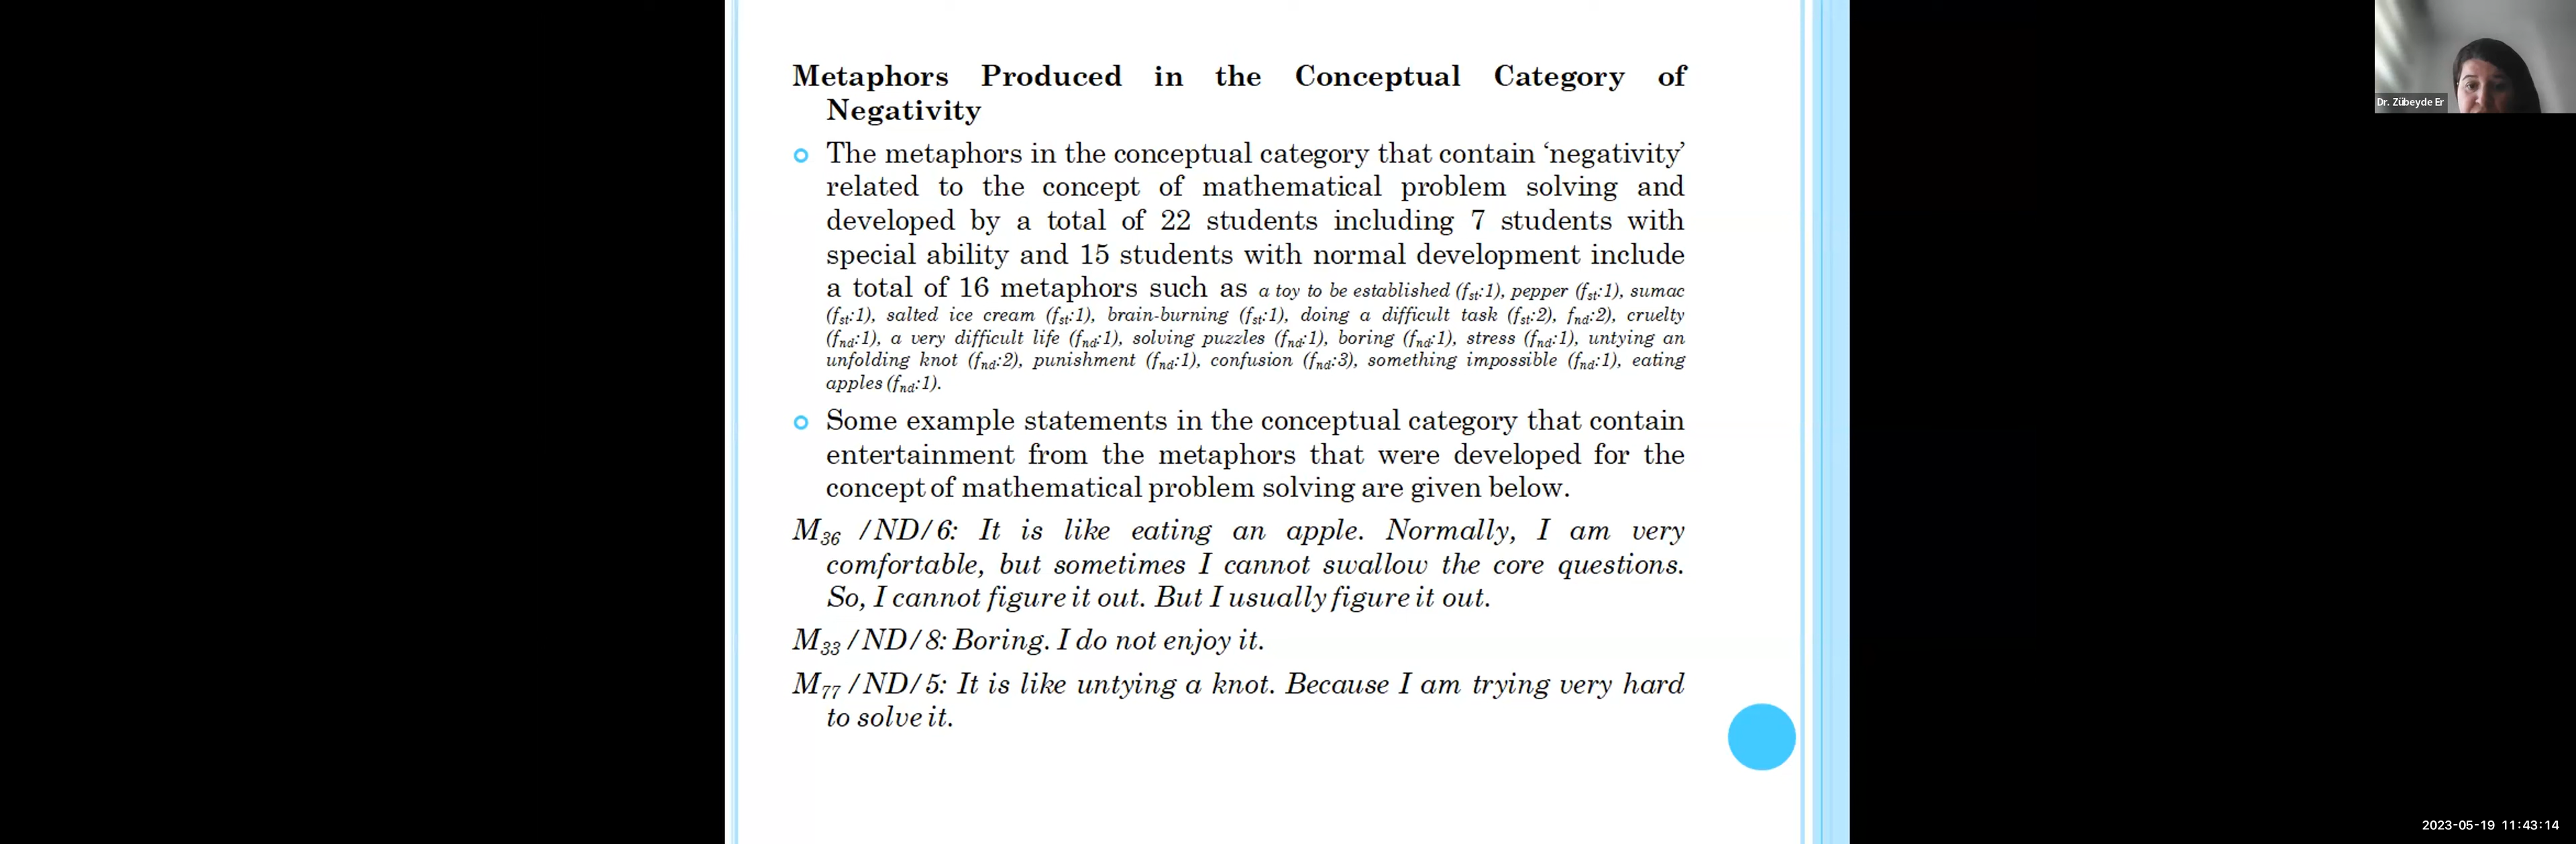 Metaphors Produced in the Conceptual Category of
Negativity
The metaphors in the conceptual category that contain ‘negativity’
related to the concept of mathematical problem solving and
developed by a total of 22 students including 7 students with
special ability and 15 students with normal development include
a total of 16 metaphors such as a toy to be established (fst:1), pepper (fst:1), sumac
(fst:1), salted ice cream (fst:1), brain-burning (fst:1), doing a difficult task (fst:2), fnd:2), cruelty
(fnd:1), a very difficult life (fnd:1), solving puzzles (fnd:1), boring (fnd:1), stress (fnd:1), untying an
unfolding knot (fnd:2), punishment (fnd:1), confusion (fnd:3), something impossible (fnd:1), eating
apples (fnd:1).
Some example statements in the conceptual category that contain
entertainment from the metaphors that were developed for the
concept of mathematical problem solving are given below.
M36 /ND/6: It is like eating an apple. Normally, I am very
comfortable, but sometimes I cannot swallow the core questions.
So, I cannot figure it out. But I usually figure it out.
M33 /ND/8: Boring. I do not enjoy it.
M77 /ND/5: It is like untying a knot. Because I am trying very hard
to solve it.
Dr. Zübeyde Er
2023-05-19 11:43:14